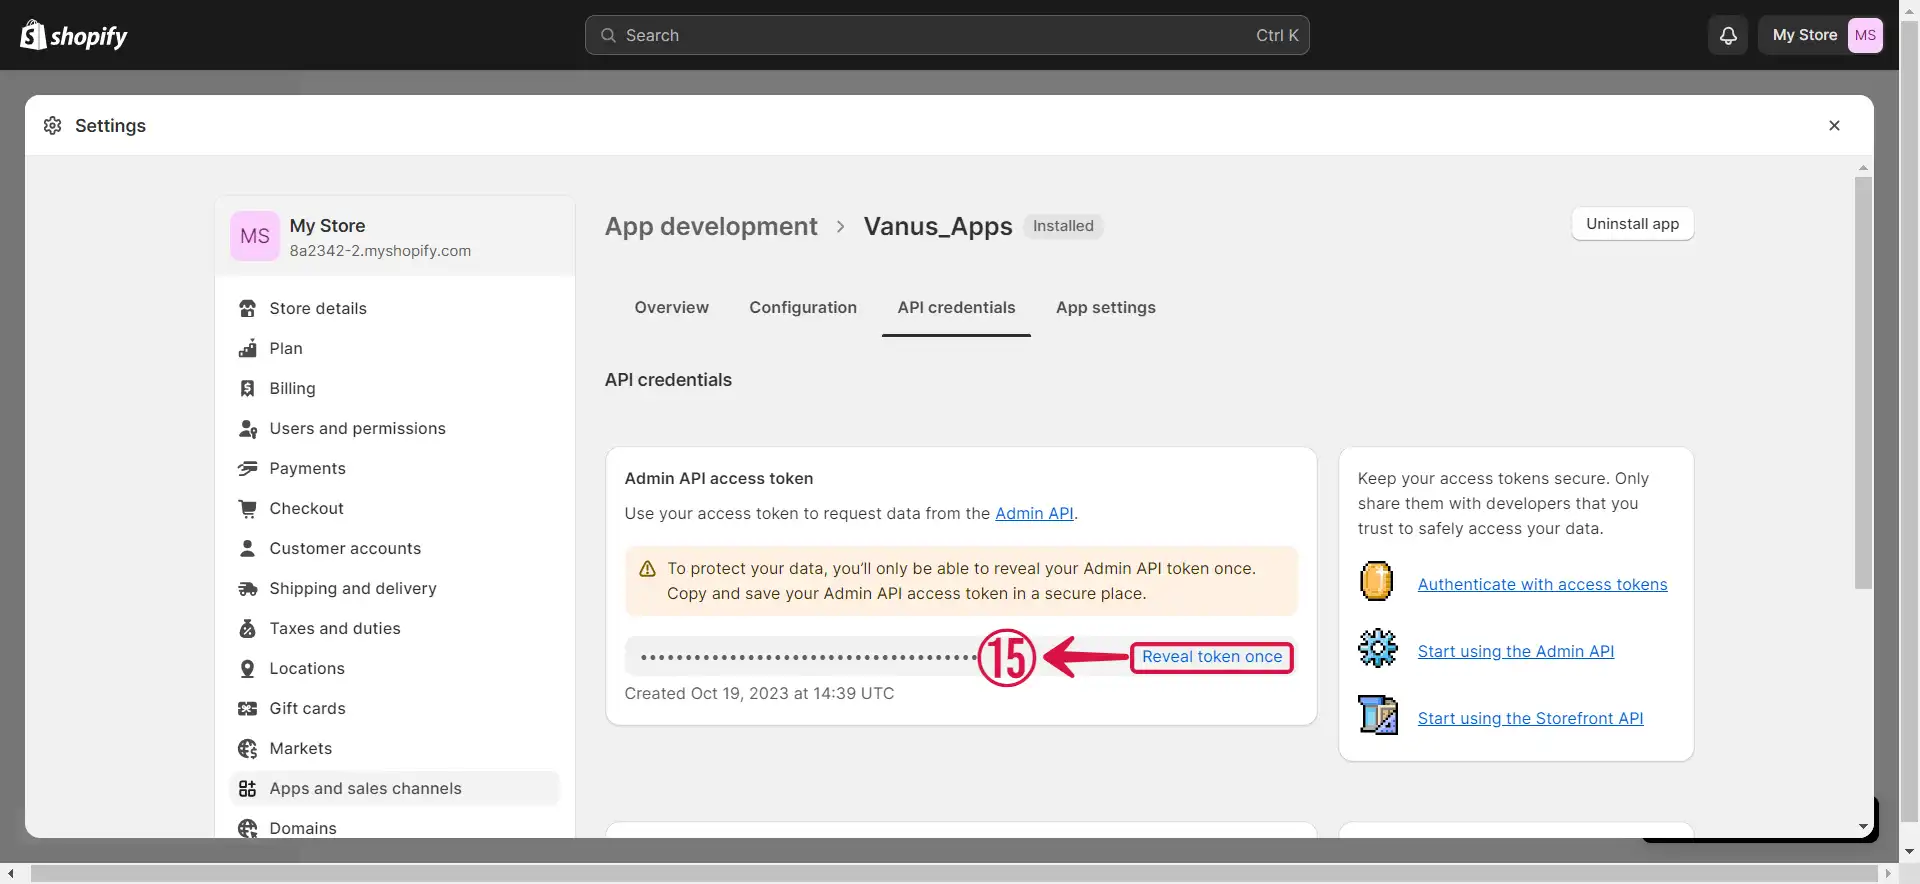 shopify
Search
Ctrl K
My Store
MS
Settings
MS
My Store
8a2342-2.myshopify.com
Store details
Plan
Billing
Users and permissions
Payments
Checkout
Customer accounts
Shipping and delivery
Taxes and duties
Locations
Gift cards
Markets
Apps and sales channels
Domains
App development
Vanus_Apps
Installed
Uninstall app
Overview
Configuration
API credentials
App settings
API credentials
Admin API access token
Use your access token to request data from the Admin API.
To protect your data, you’ll only be able to reveal your Admin API token once.
Copy and save your Admin API access token in a secure place.
••••••••••••••••••••••••••••••••••••••
15
Reveal token once
Created Oct 19, 2023 at 14:39 UTC
Keep your access tokens secure. Only
share them with developers that you
trust to safely access your data.
Authenticate with access tokens
Start using the Admin API
Start using the Storefront API